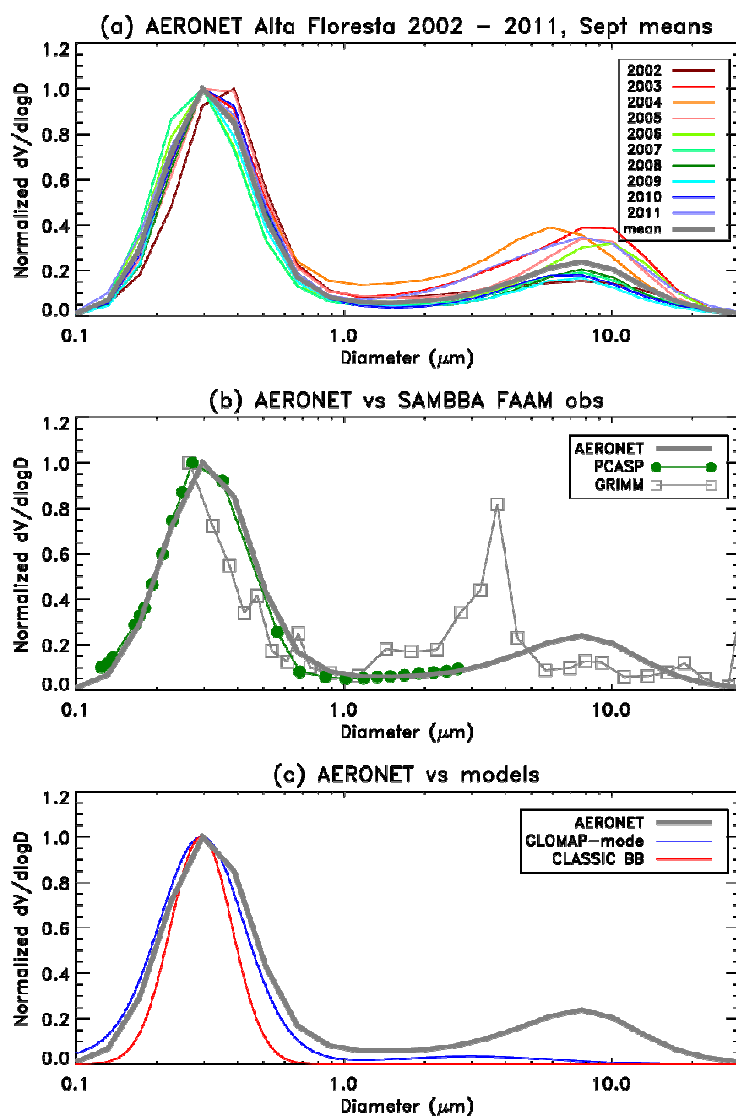 (a) AERONET Alta Floresta 2002 – 2011, Sept means
Normalized dV/dlogD
1.2
1.0
0.8
0.6
0.4
0.2
0.0
2002
2003
2004
2005
2006
2007
2008
2009
2010
2011
mean
0.1
1.0
10.0
Diameter (μm)
(b) AERONET vs SAMBBA FAAM obs
Normalized dV/dlogD
1.2
1.0
0.8
0.6
0.4
0.2
0.0
AERONET
PCASP
GRIMM
0.1
1.0
10.0
Diameter (μm)
(c) AERONET vs models
Normalized dV/dlogD
1.2
1.0
0.8
0.6
0.4
0.2
0.0
AERONET
GLOMAP-mode
CLASSIC BB
0.1
1.0
10.0
Diameter (μm)